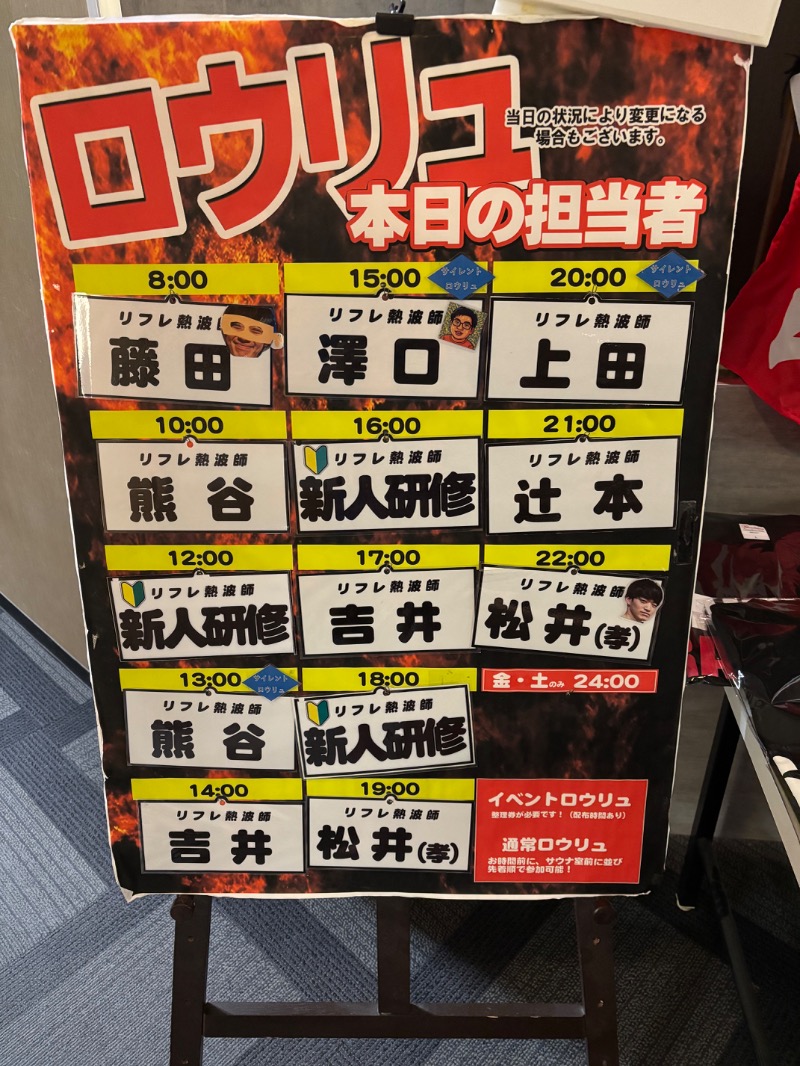 ロウリュ
当日の状況により変更になる
場合もございます。
本日の担当者
8:00
リフレ熱波師
藤田
10:00
リフレ熱波師
熊谷
12:00
リフレ熱波師
新人研修
13:00
サイレント
ロウリュ
リフレ熱波師
熊谷
14:00
リフレ熱波師
吉井
15:00
サイレント
ロウリュ
リフレ熱波師
澤口
16:00
リフレ熱波師
新人研修
17:00
リフレ熱波師
吉井
18:00
リフレ熱波師
新人研修
19:00
リフレ熱波師
松井(孝)
20:00
サイレント
ロウリュ
リフレ熱波師
上田
21:00
リフレ熱波師
辻本
22:00
リフレ熱波師
松井(孝)
金・土のみ 24:00
イベントロウリュ
整理券が必要です！（配布時間あり）
通常ロウリュ
お時間前に、サウナ室前に並び
先着順で参加可能！